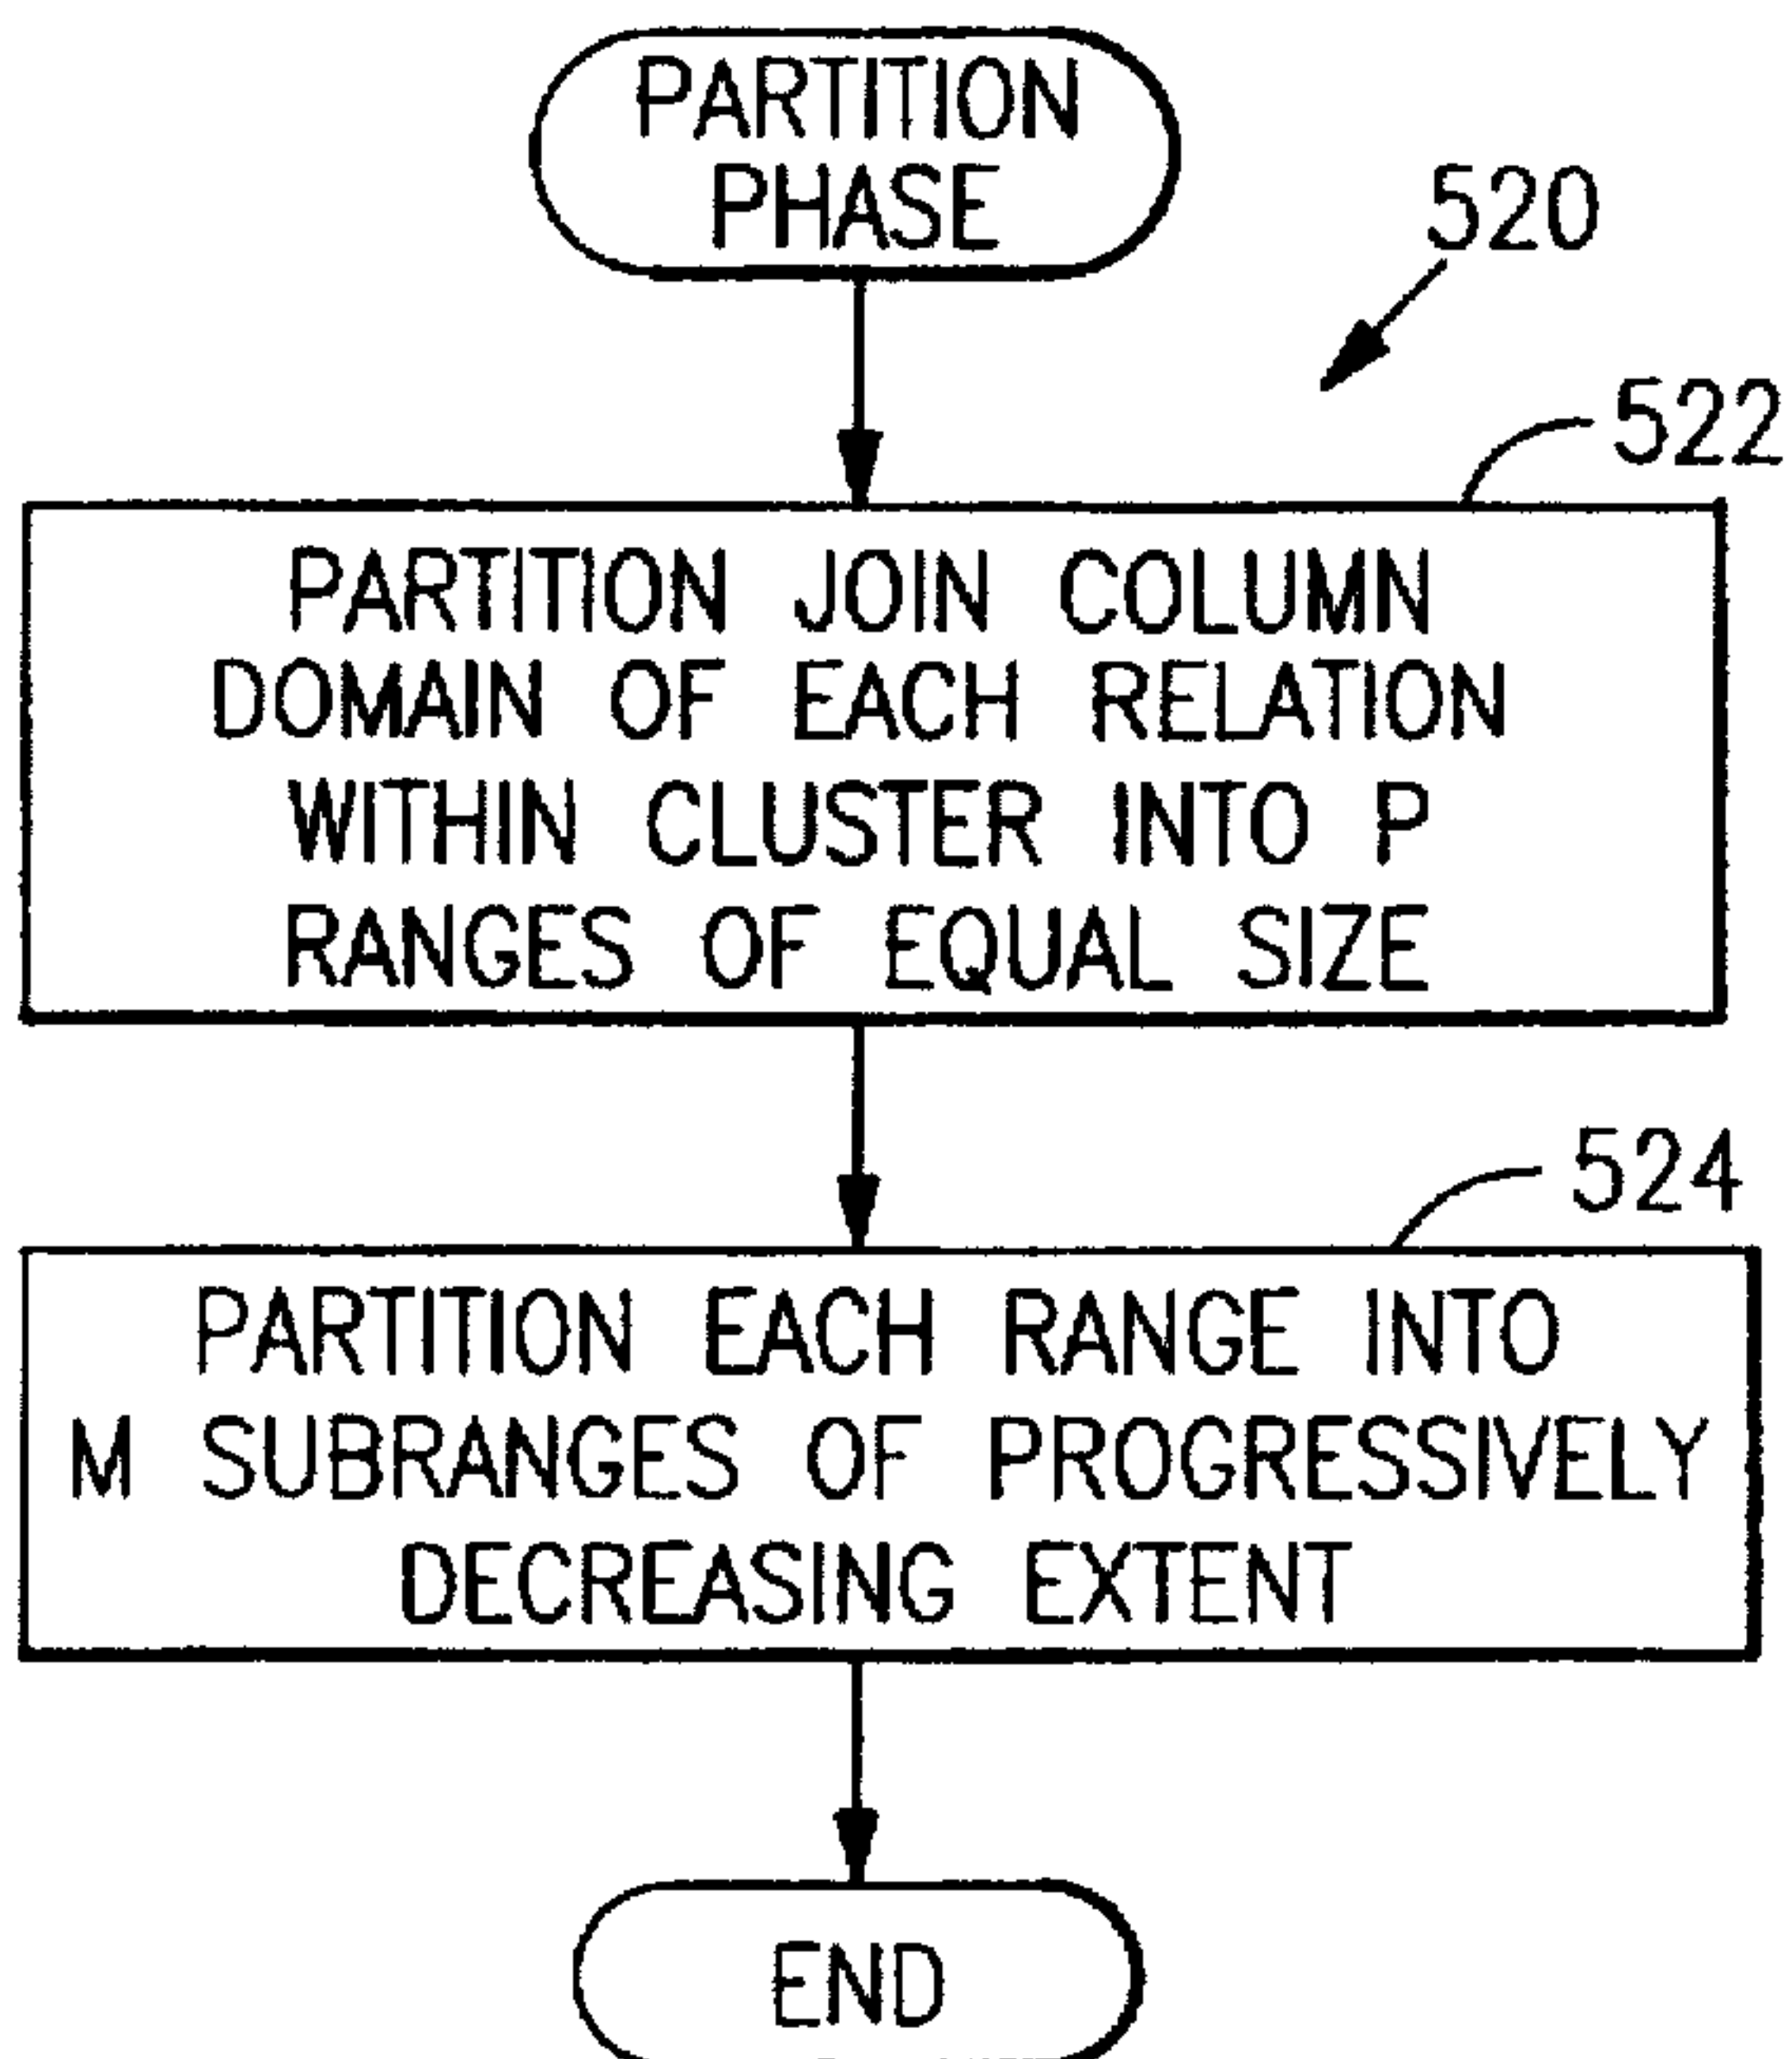 PARTITION
PHASE
520
522
PARTITION JOIN COLUMN
DOMAIN OF EACH RELATION
WITHIN CLUSTER INTO P
RANGES OF EQUAL SIZE
524
PARTITION EACH RANGE INTO
M SUBRANGES OF PROGRESSIVELY
DECREASING EXTENT
END